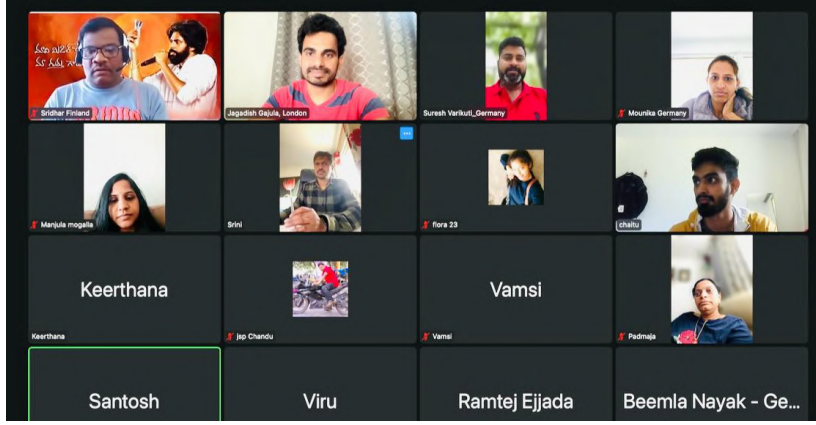 Sridhar Finland
Jagadish Gajula, London
Suresh Varikuti_Germany
Mounika Germany
Manjula mogalla
Srini
flora 23
chaitu
Keerthana
Keerthana
jsp Chandu
Vamsi
Vamsi
Padmaja
Santosh
Viru
Ramtej Ejjada
Beemla Nayak - Ge...